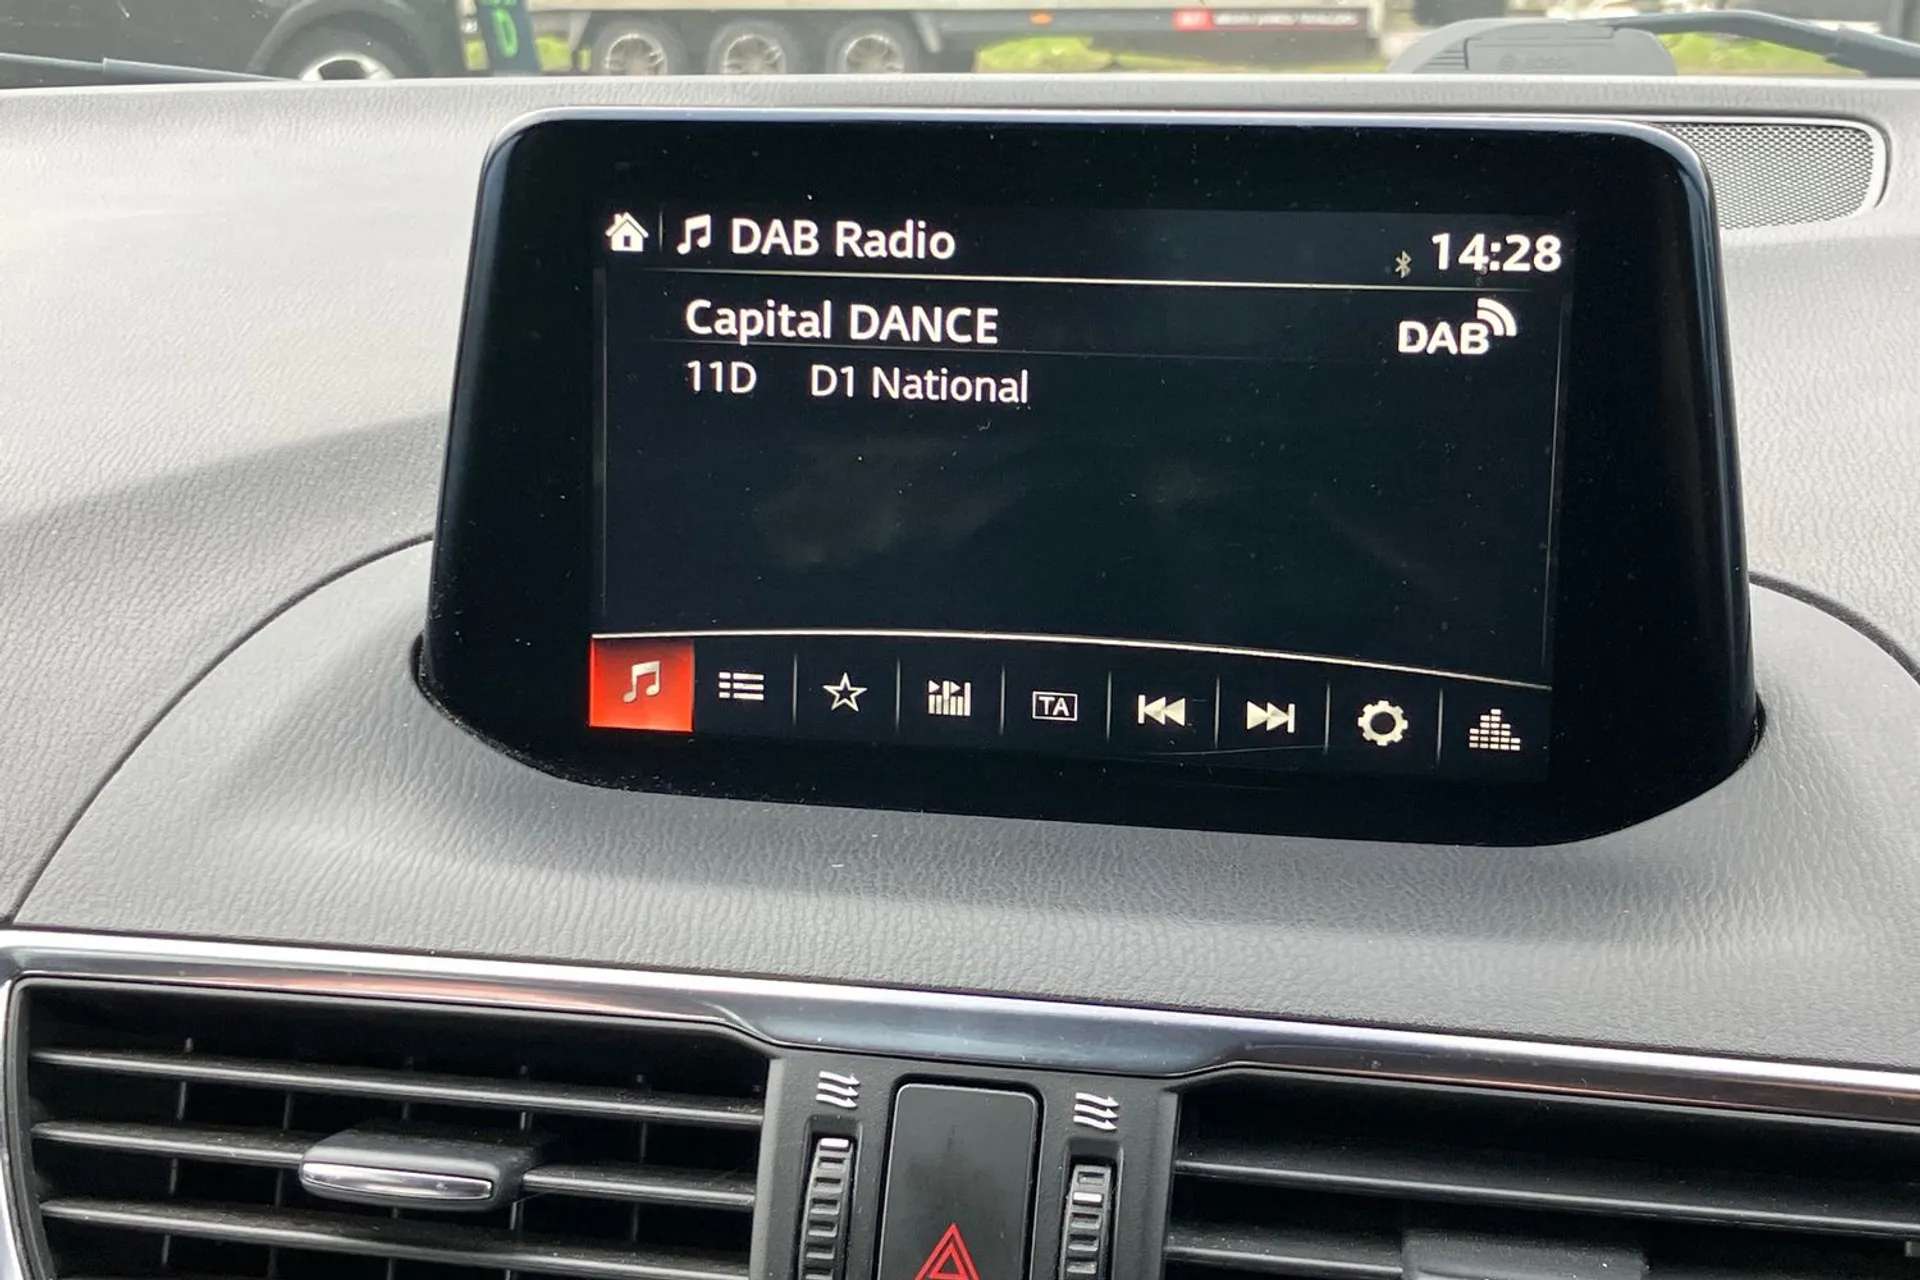 DAB Radio
14:28
Capital DANCE
DAB
11D D1 National
TA